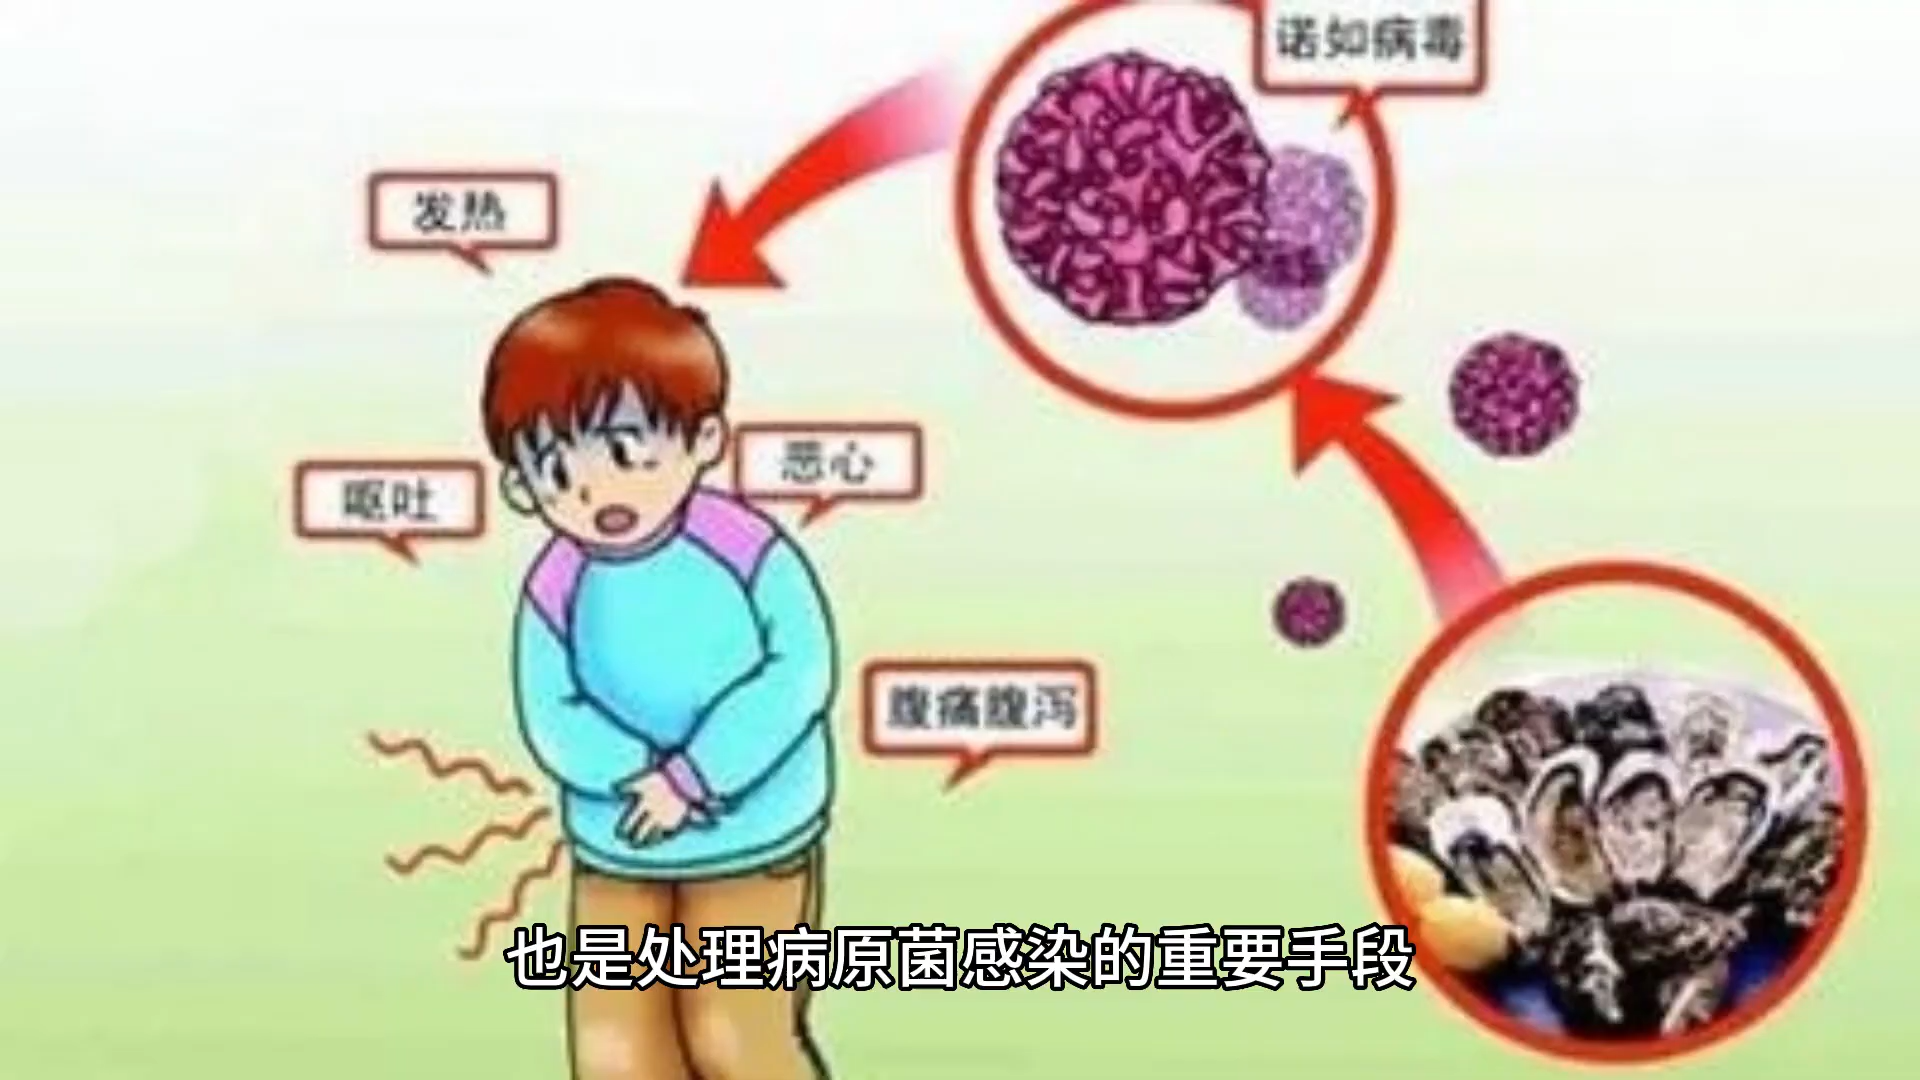 诺如病毒
发热
恶心
呕吐
腹痛腹泻
也是处理病原菌感染的重要手段